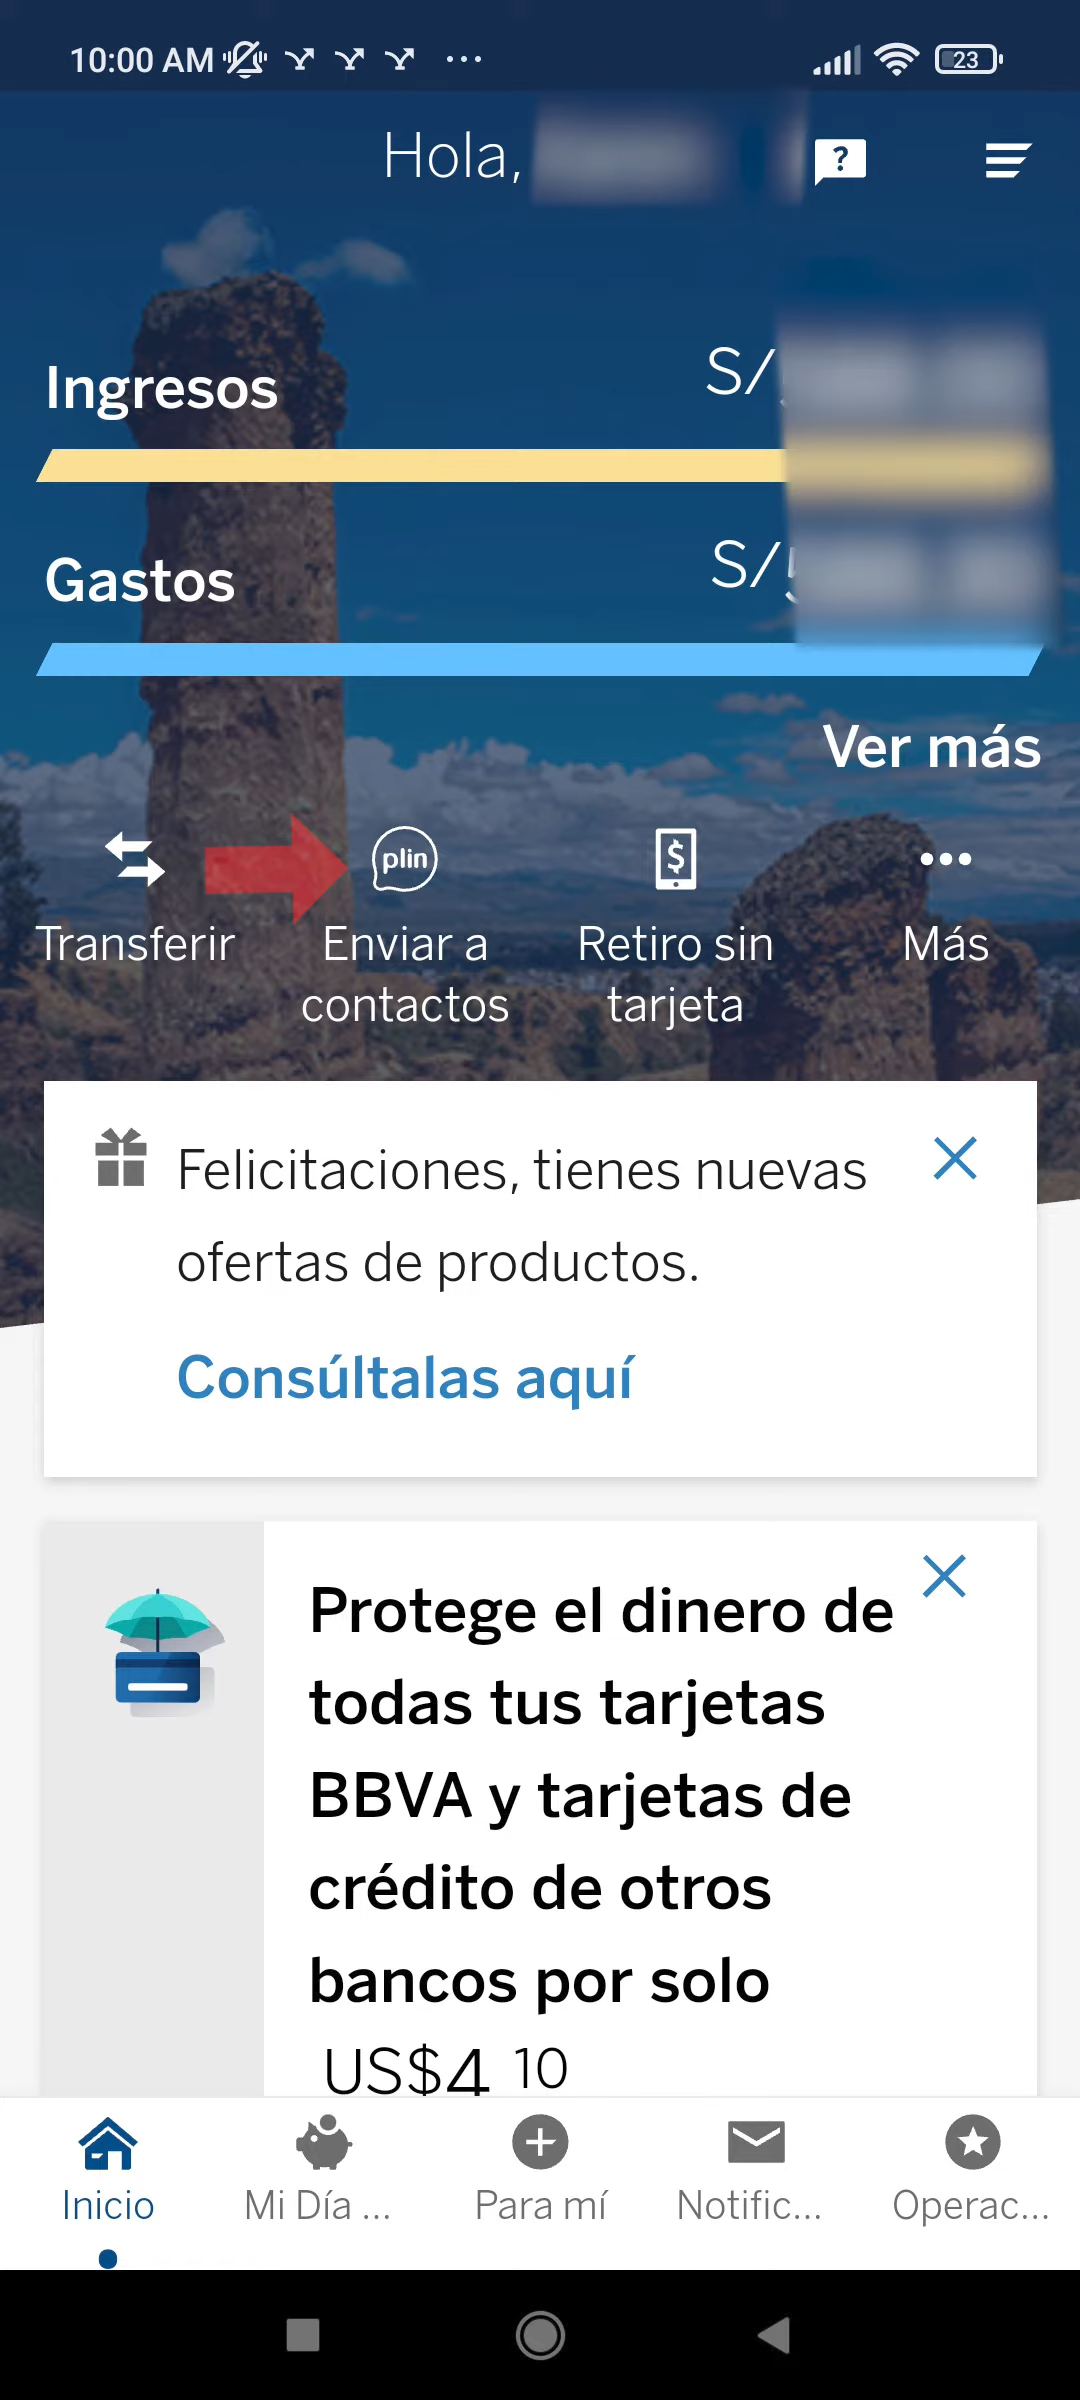 10:00 AM
23
Hola,
?
Ingresos
S/
Gastos
S/
Ver más
plin
$
Transferir
Enviar a
contactos
Retiro sin
tarjeta
Más
Felicitaciones, tienes nuevas
ofertas de productos.
Consúltalas aquí
Protege el dinero de
todas tus tarjetas
BBVA y tarjetas de
crédito de otros
bancos por solo
US$4 10
Inicio
Mi Día ...
Para mí
Notific...
Operac...